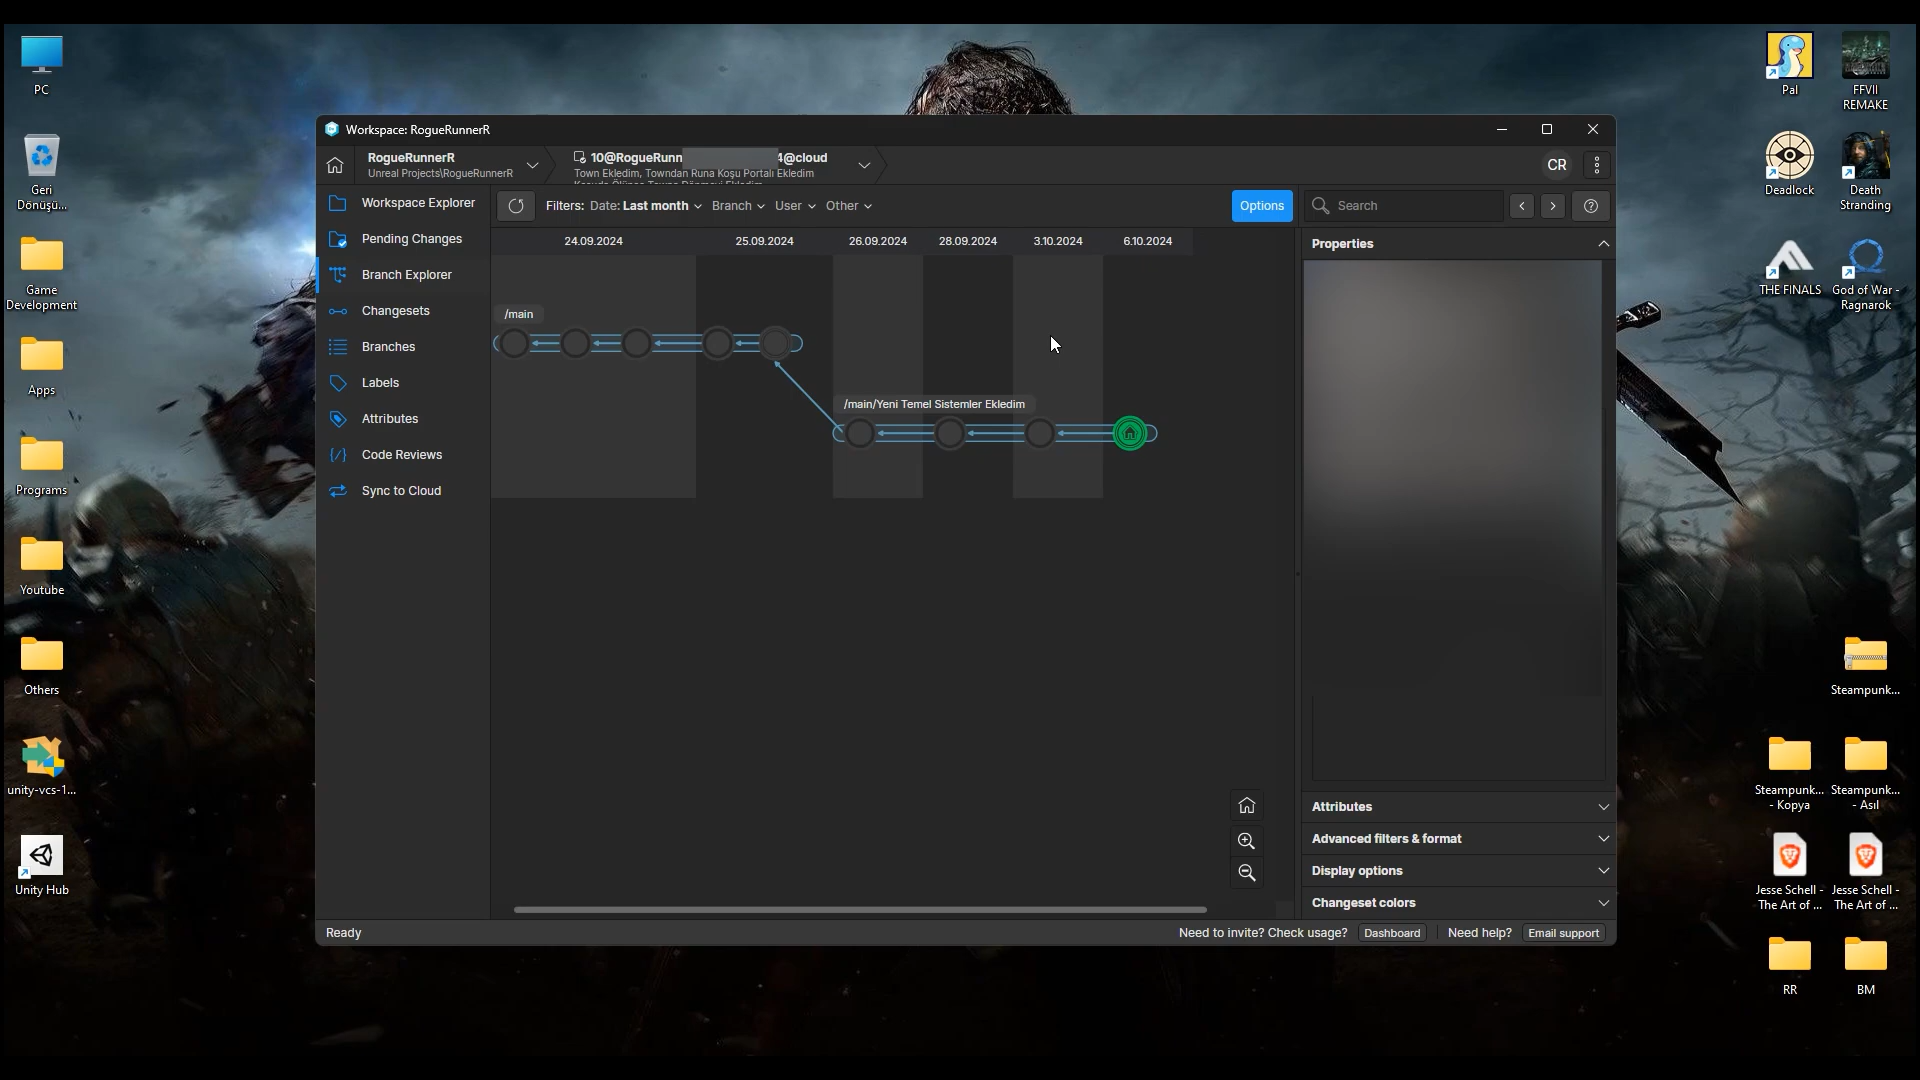 PC
Geri
Dönüşü...
Game
Development
Apps
Programs
Youtube
Others
unity-vcs-1...
Unity Hub
Workspace: RogueRunnerR
RogueRunnerR
Unreal Projects\RogueRunnerR
10@RogueRunn
4@cloud
Town Ekledim, Towndan Runa Koşu Portalı Ekledim
CR
Workspace Explorer
Pending Changes
Branch Explorer
Changesets
Branches
Labels
Attributes
Code Reviews
Sync to Cloud
Filters: Date: Last month
Branch
User
Other
Options
Search
24.09.2024
25.09.2024
26.09.2024
28.09.2024
3.10.2024
6.10.2024
/main
/main/Yeni Temel Sistemler Ekledim
Properties
Attributes
Advanced filters & format
Display options
Changeset colors
Ready
Need to invite? Check usage?
Dashboard
Need help?
Email support
Pal
FFVII
REMAKE
Deadlock
Death
Stranding
THE FINALS
God of War -
Ragnarok
Steampunk...
Steampunk...
- Kopya
Steampunk...
- Asıl
Jesse Schell -
The Art of ...
Jesse Schell -
The Art of ...
RR
BM